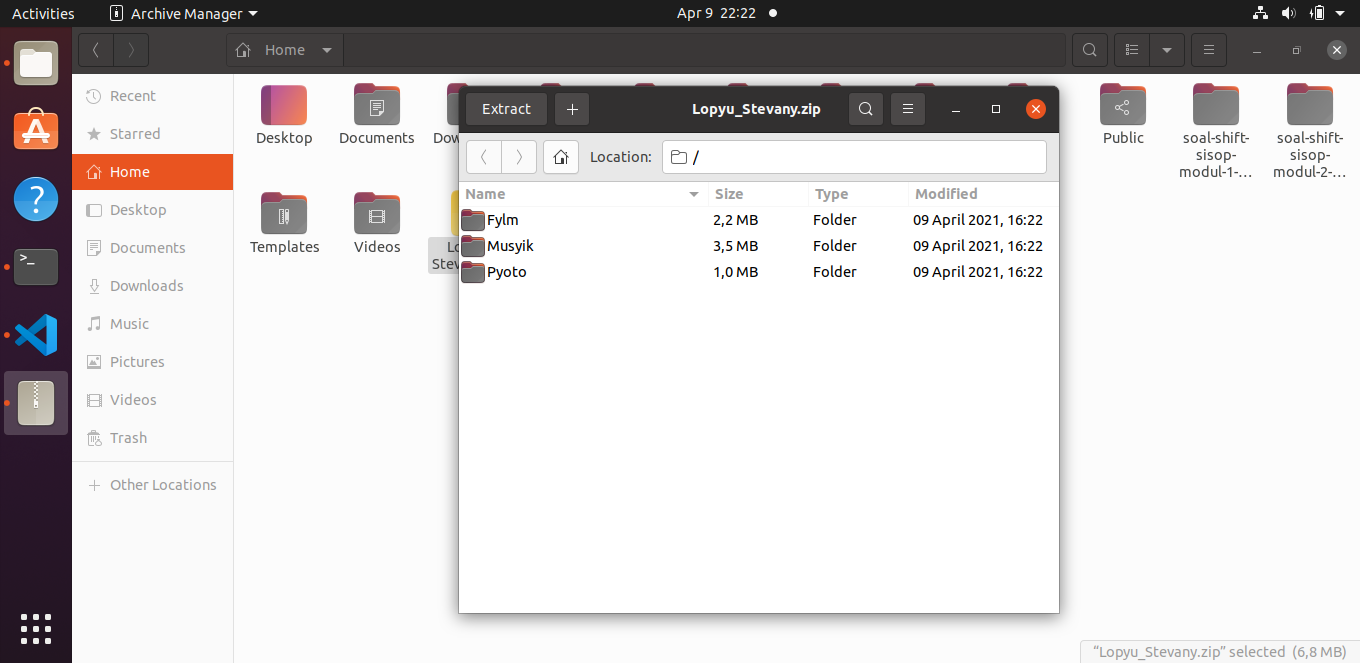 Activities Archive Manager Apr 9 22:22
Home
Recent
Starred
Home
Desktop
Documents
Downloads
Music
Pictures
Videos
Trash
Other Locations
Desktop Documents Dow Public soal-shift-sisop-modul-1-... soal-shift-sisop-modul-2-...
Templates Videos Lo
Stev
Extract + Lopyu_Stevany.zip
Location: /
Name Size Type Modified
Fylm 2,2 MB Folder 09 April 2021, 16:22
Musyik 3,5 MB Folder 09 April 2021, 16:22
Pyoto 1,0 MB Folder 09 April 2021, 16:22
“Lopyu_Stevany.zip” selected (6,8 MB)